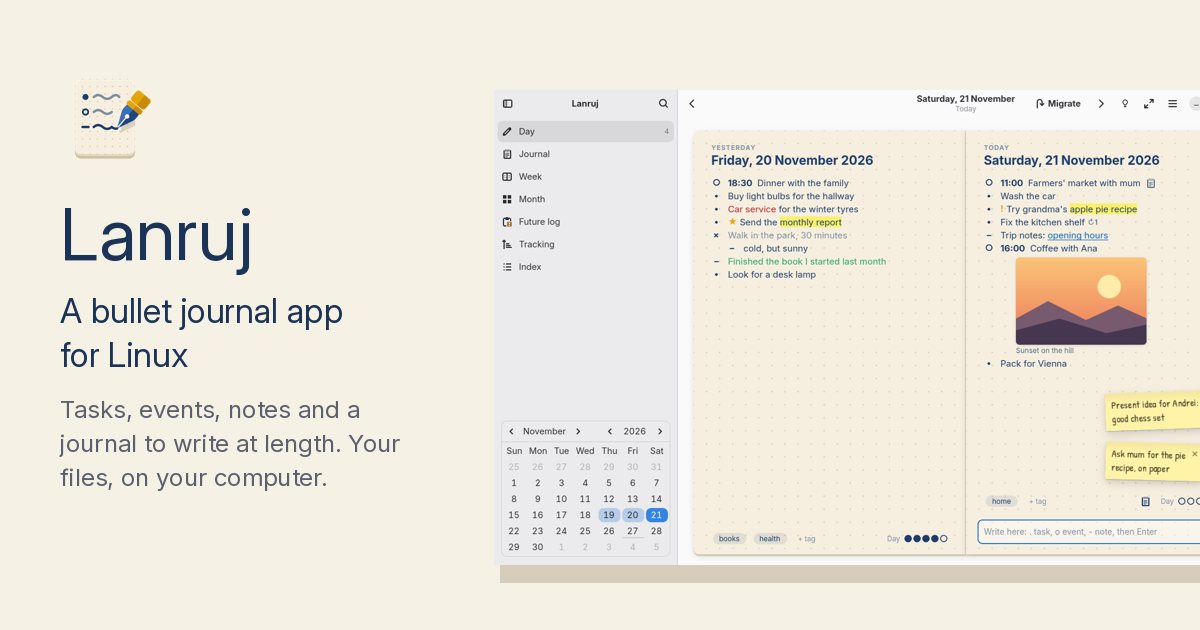 Lanruj
A bullet journal app
for Linux
Tasks, events, notes and a
journal to write at length. Your
files, on your computer.
Lanruj
Day 4
Journal
Week
Month
Future log
Tracking
Index
November 2026
Sun Mon Tue Wed Thu Fri Sat
25 26 27 28 29 30 31
1 2 3 4 5 6 7
8 9 10 11 12 13 14
15 16 17 18 19 20 21
22 23 24 25 26 27 28
29 30 1 2 3 4 5
Saturday, 21 November
Today
Migrate
YESTERDAY
Friday, 20 November 2026
18:30 Dinner with the family
Buy light bulbs for the hallway
Car service for the winter tyres
Send the monthly report
Walk in the park, 30 minutes
– cold, but sunny
– Finished the book I started last month
Look for a desk lamp
books health + tag
Day
TODAY
Saturday, 21 November 2026
11:00 Farmers' market with mum
Wash the car
! Try grandma's apple pie recipe
Fix the kitchen shelf ↻1
– Trip notes: opening hours
16:00 Coffee with Ana
Sunset on the hill
Pack for Vienna
Present idea for Andrei:
good chess set
Ask mum for the pie ×
recipe, on paper
home + tag
Day
Write here: . task, o event, - note, then Enter